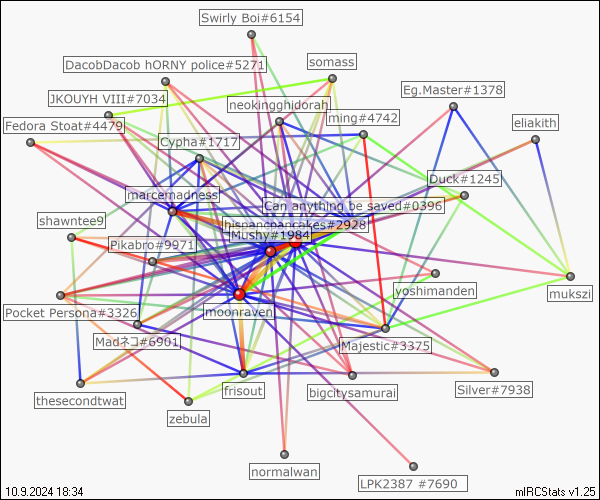 Swirly Boi#6154
DacobDacob hORNY police#5271
somass
JKOUYH VIII#7034
neokingghidorah
Eg.Master#1378
Fedora Stoat#4479
ming#4742
eliakith
Cypha#1717
Duck#1245
marcemadness
Can anything be saved#0396
shawntee9
hispanchancakes#2928
Mushy#1984
Pikabro#9971
yoshimanden
mukszi
Pocket Persona#3326
moonraven
Madネコ#6901
Majestic#3375
thesecondtwat
frisout
bigcitysamurai
Silver#7938
zebula
normalwan
LPK2387 #7690
10.9.2024 18:34
mIRCStats v1.25